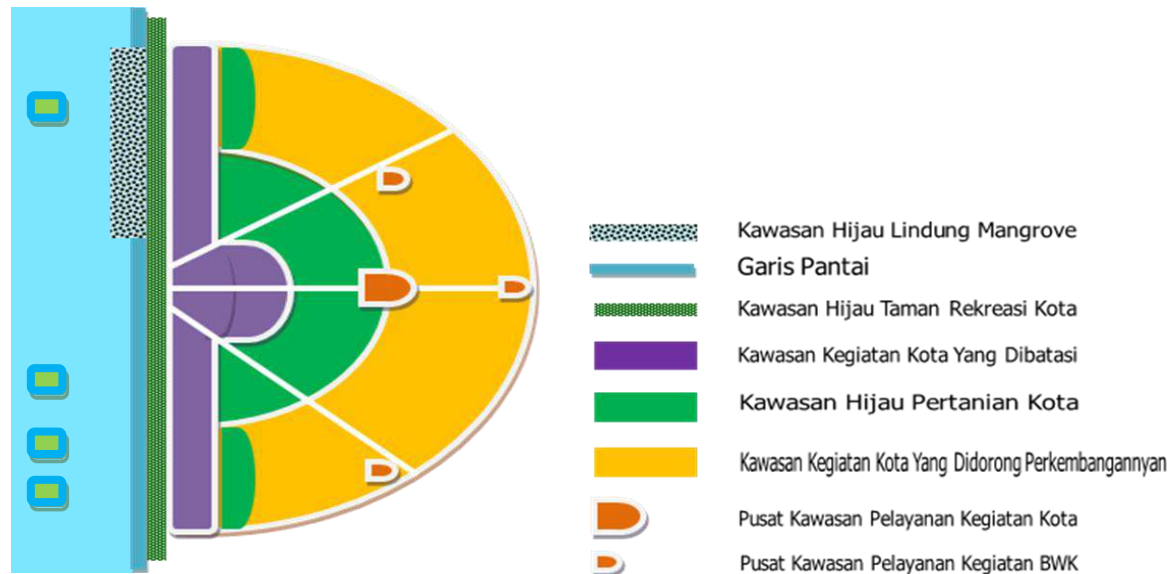 Kawasan Hijau Lindung Mangrove
Garis Pantai
Kawasan Hijau Taman Rekreasi Kota
Kawasan Kegiatan Kota Yang Dibatasi
Kawasan Hijau Pertanian Kota
Kawasan Kegiatan Kota Yang Didorong Perkembangannyan
Pusat Kawasan Pelayanan Kegiatan Kota
Pusat Kawasan Pelayanan Kegiatan BWK